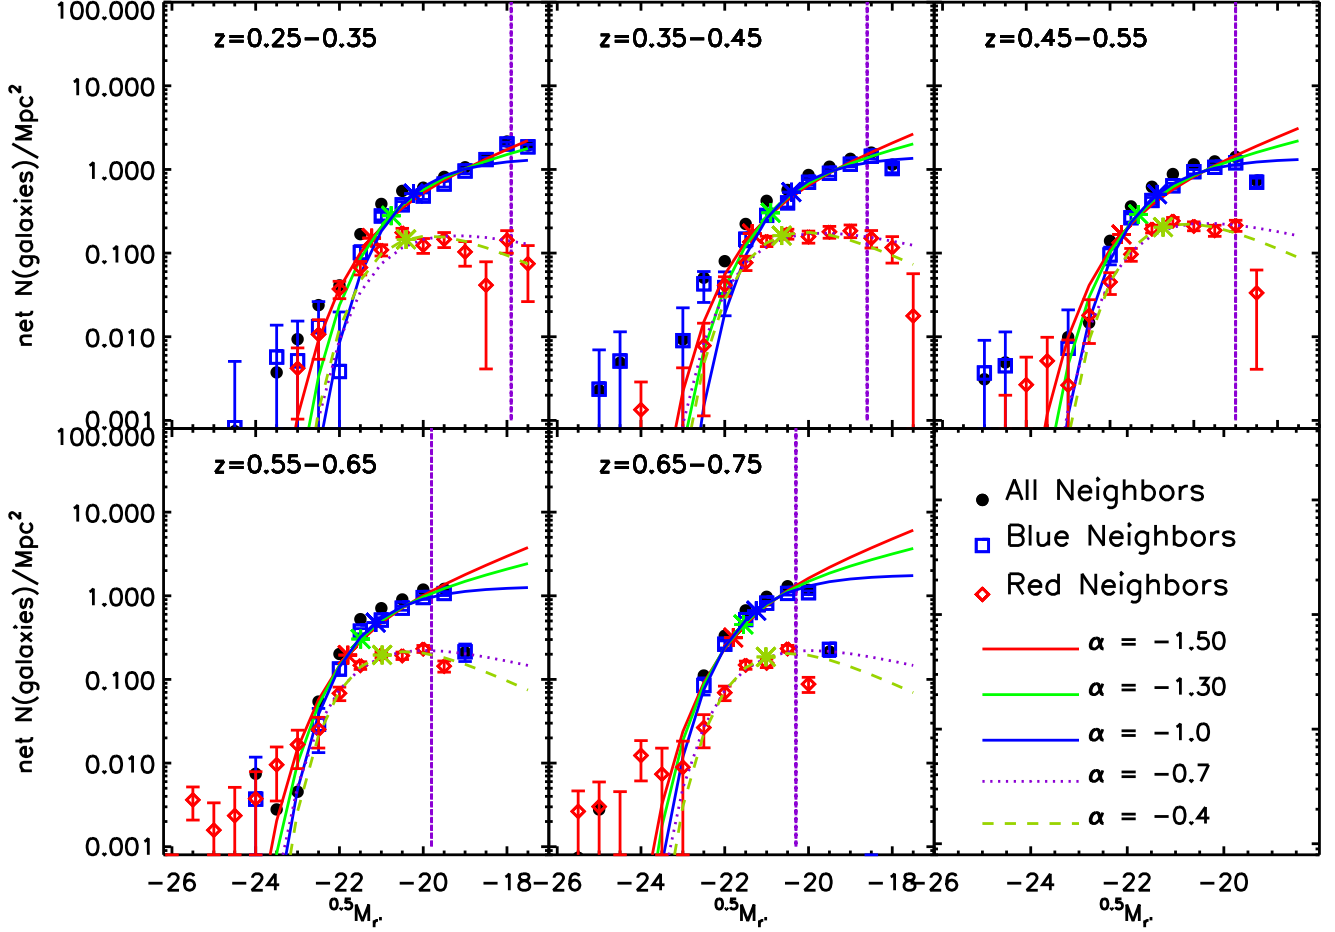 100.000
10.000
1.000
0.100
0.010
0.001
net N(galaxies)/Mpc²
z=0.25−0.35
z=0.35−0.45
z=0.45−0.55
100.000
10.000
1.000
0.100
0.010
0.001
net N(galaxies)/Mpc²
z=0.55−0.65
z=0.65−0.75
All Neighbors
Blue Neighbors
Red Neighbors
α = −1.50
α = −1.30
α = −1.0
α = −0.7
α = −0.4
−26 −24 −22 −20 −18
−26 −24 −22 −20 −18
−26 −24 −22 −20
⁰·⁵Mr'
⁰·⁵Mr'
⁰·⁵Mr'